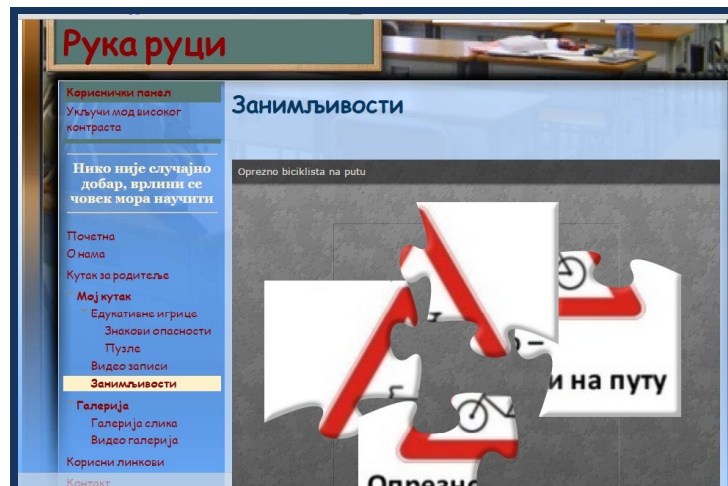 Рука руци
Кориснички панел
Укључи мод високог
контраста
Нико није случајно
добар, врлини се
човек мора научити
Почетна
О нама
Кутак за родитеље
Мој кутак
Едукативне игрице
Знакови опасности
Пузле
Видео записи
Занимљивости
Галерија
Галерија слика
Видео галерија
Корисни линкови
Контакт
Занимљивости
Oprezno biciklista na putu
и на путу
Опрезно